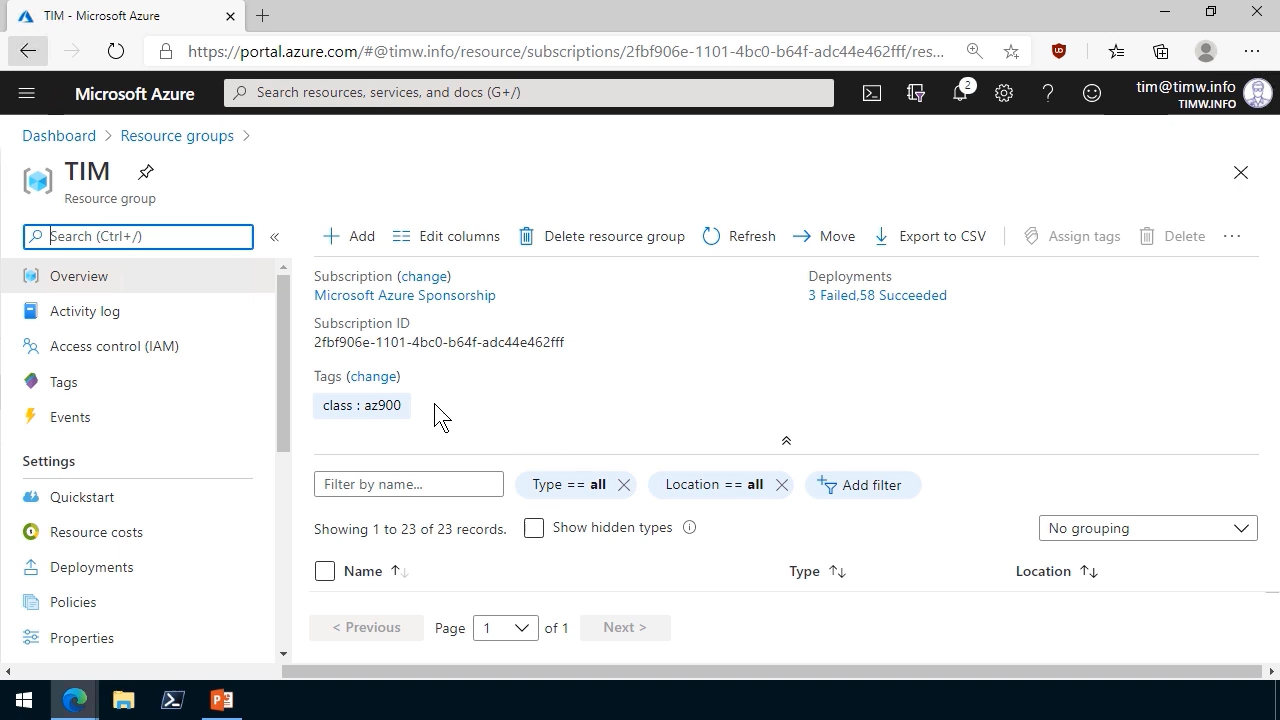 TIM - Microsoft Azure
https://portal.azure.com/#@timw.info/resource/subscriptions/2fbf906e-1101-4bc0-b64f-adc44e462fff/res...
Microsoft Azure
Search resources, services, and docs (G+/)
2
tim@timw.info
TIMW.INFO
Dashboard > Resource groups >
TIM
Resource group
Search (Ctrl+/)
«
Add
Edit columns
Delete resource group
Refresh
Move
Export to CSV
Assign tags
Delete
...
Overview
Activity log
Access control (IAM)
Tags
Events
Settings
Quickstart
Resource costs
Deployments
Policies
Properties
Subscription (change)
Microsoft Azure Sponsorship
Subscription ID
2fbf906e-1101-4bc0-b64f-adc44e462fff
Tags (change)
class : az900
Deployments
3 Failed,58 Succeeded
Filter by name...
Type == all
Location == all
Add filter
Showing 1 to 23 of 23 records.
Show hidden types
No grouping
Name
Type
Location
< Previous
Page 1 of 1
Next >